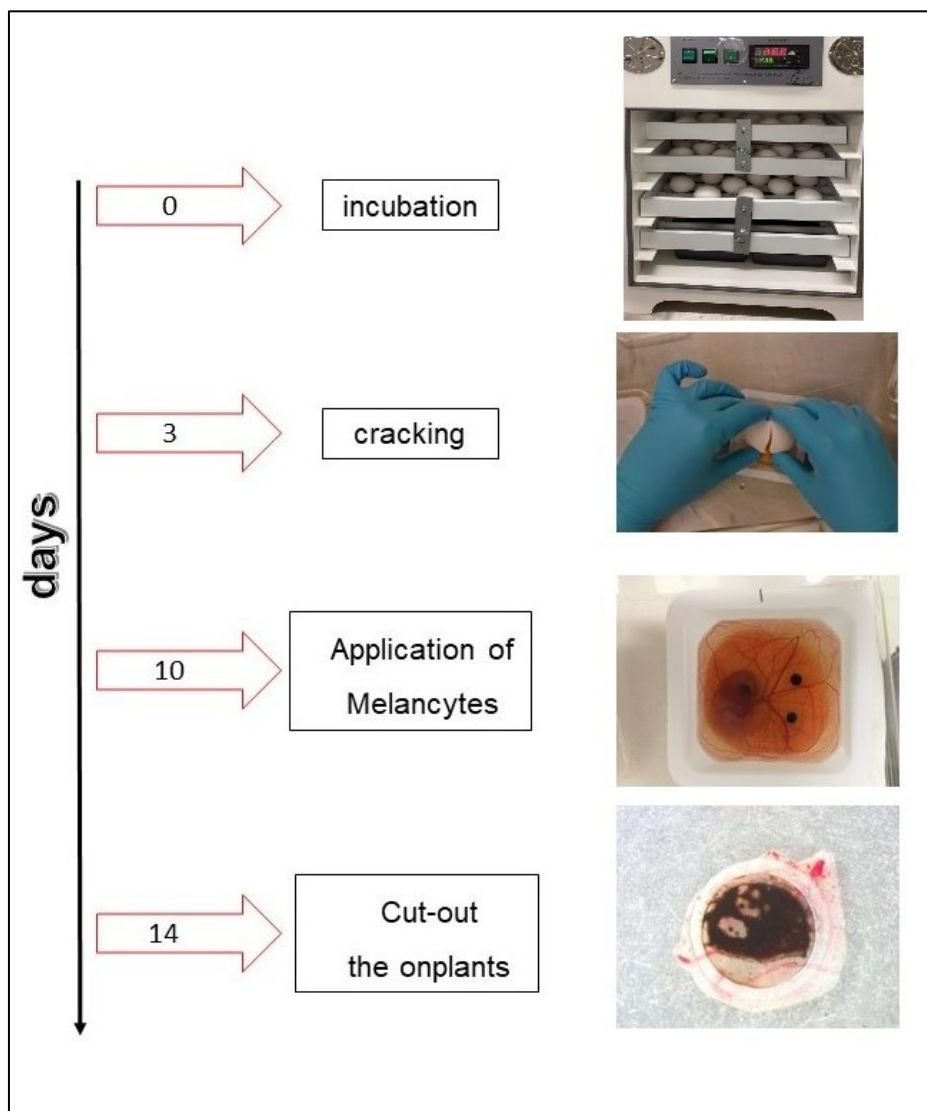 days
0
incubation
3
cracking
10
Application of
Melancytes
14
Cut-out
the onplants